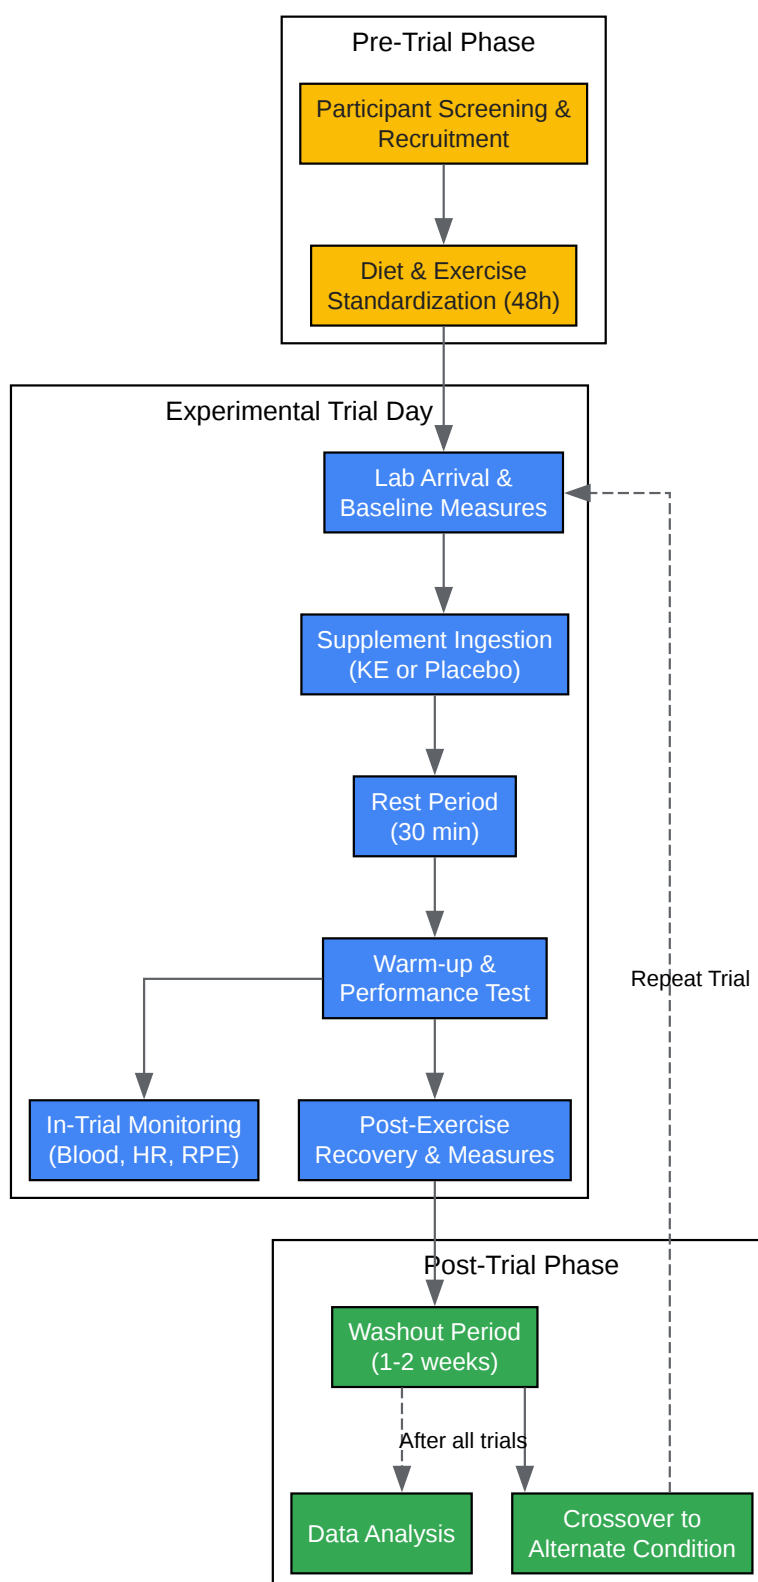 Pre-Trial Phase
Participant Screening &
Recruitment
Diet & Exercise
Standardization (48h)
Experimental Trial Day
Lab Arrival &
Baseline Measures
Supplement Ingestion
(KE or Placebo)
Rest Period
(30 min)
Warm-up &
Performance Test
Repeat Trial
In-Trial Monitoring
(Blood, HR, RPE)
Post-Exercise
Recovery & Measures
Post-Trial Phase
Washout Period
(1-2 weeks)
After all trials
Data Analysis
Crossover to
Alternate Condition